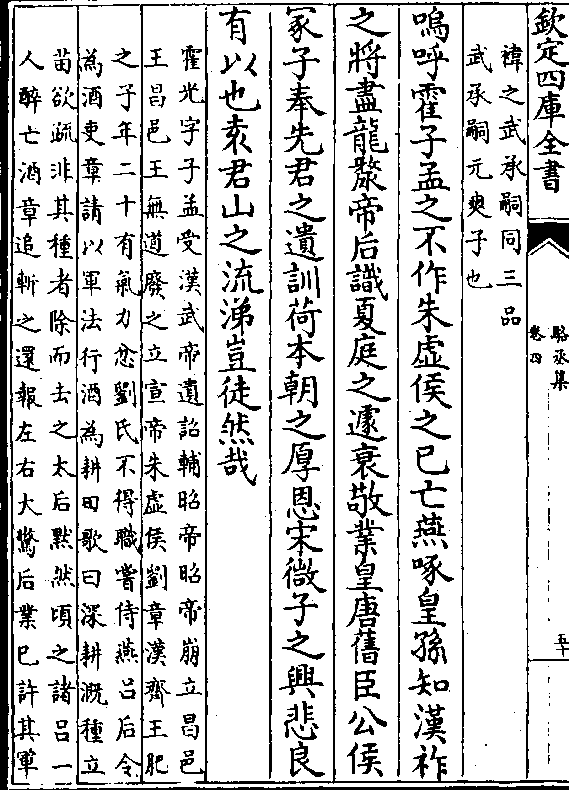 欽定四庫全書
駱丞集
卷四
五十
禕之武承嗣同三品
武承嗣元爽子也
嗚呼霍子孟之不作朱虚侯之已亡燕啄皇孫知漢祚
之將盡龍漦帝后識夏庭之遽衰敬業皇唐舊臣公侯
冡子奉先君之遺訓荷本朝之厚恩宋微子之興悲良
有以也袁君山之流涕豈徒然哉
霍光字子孟受漢武帝遺詔輔昭帝昭帝崩立昌邑
王昌邑王無道廢之立宣帝朱虚侯劉章漢齊王肥
之子年二十有氣力忿劉氏不得職嘗侍燕吕后令
為酒吏章請以軍法行酒為耕田歌曰深耕溉種立
苗欲疏非其種者除而去之太后黙然頃之諸吕一
人醉亡酒章追斬之還報左右大驚后業已許其軍